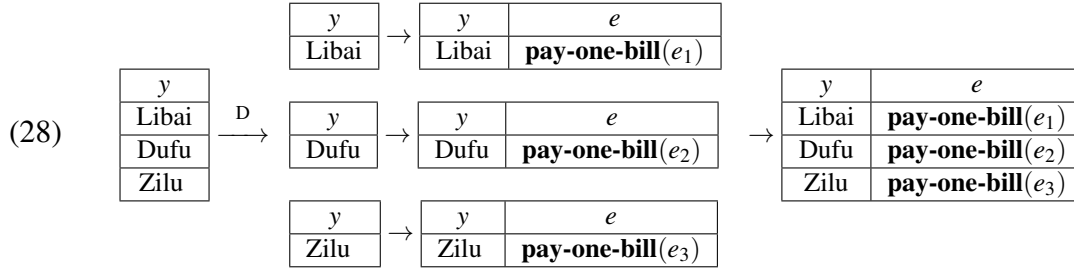 y y e
Libai → Libai pay-one-bill(e₁)
y y e
Libai pay-one-bill(e₁)
(28) Dufu D → y y e → Dufu pay-one-bill(e₂)
Zilu Dufu → Dufu pay-one-bill(e₂) Zilu pay-one-bill(e₃)
y y e
Zilu → Zilu pay-one-bill(e₃)